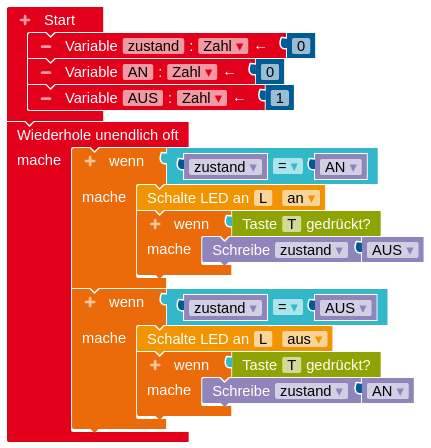 + Start
− Variable zustand : Zahl ▾ ← 0
− Variable AN : Zahl ▾ ← 0
− Variable AUS : Zahl ▾ ← 1
Wiederhole unendlich oft
mache + wenn zustand ▾ = ▾ AN ▾
mache Schalte LED an L an ▾
+ wenn Taste T gedrückt?
mache Schreibe zustand ▾ AUS ▾
+ wenn zustand ▾ = ▾ AUS ▾
mache Schalte LED an L aus ▾
+ wenn Taste T gedrückt?
mache Schreibe zustand ▾ AN ▾